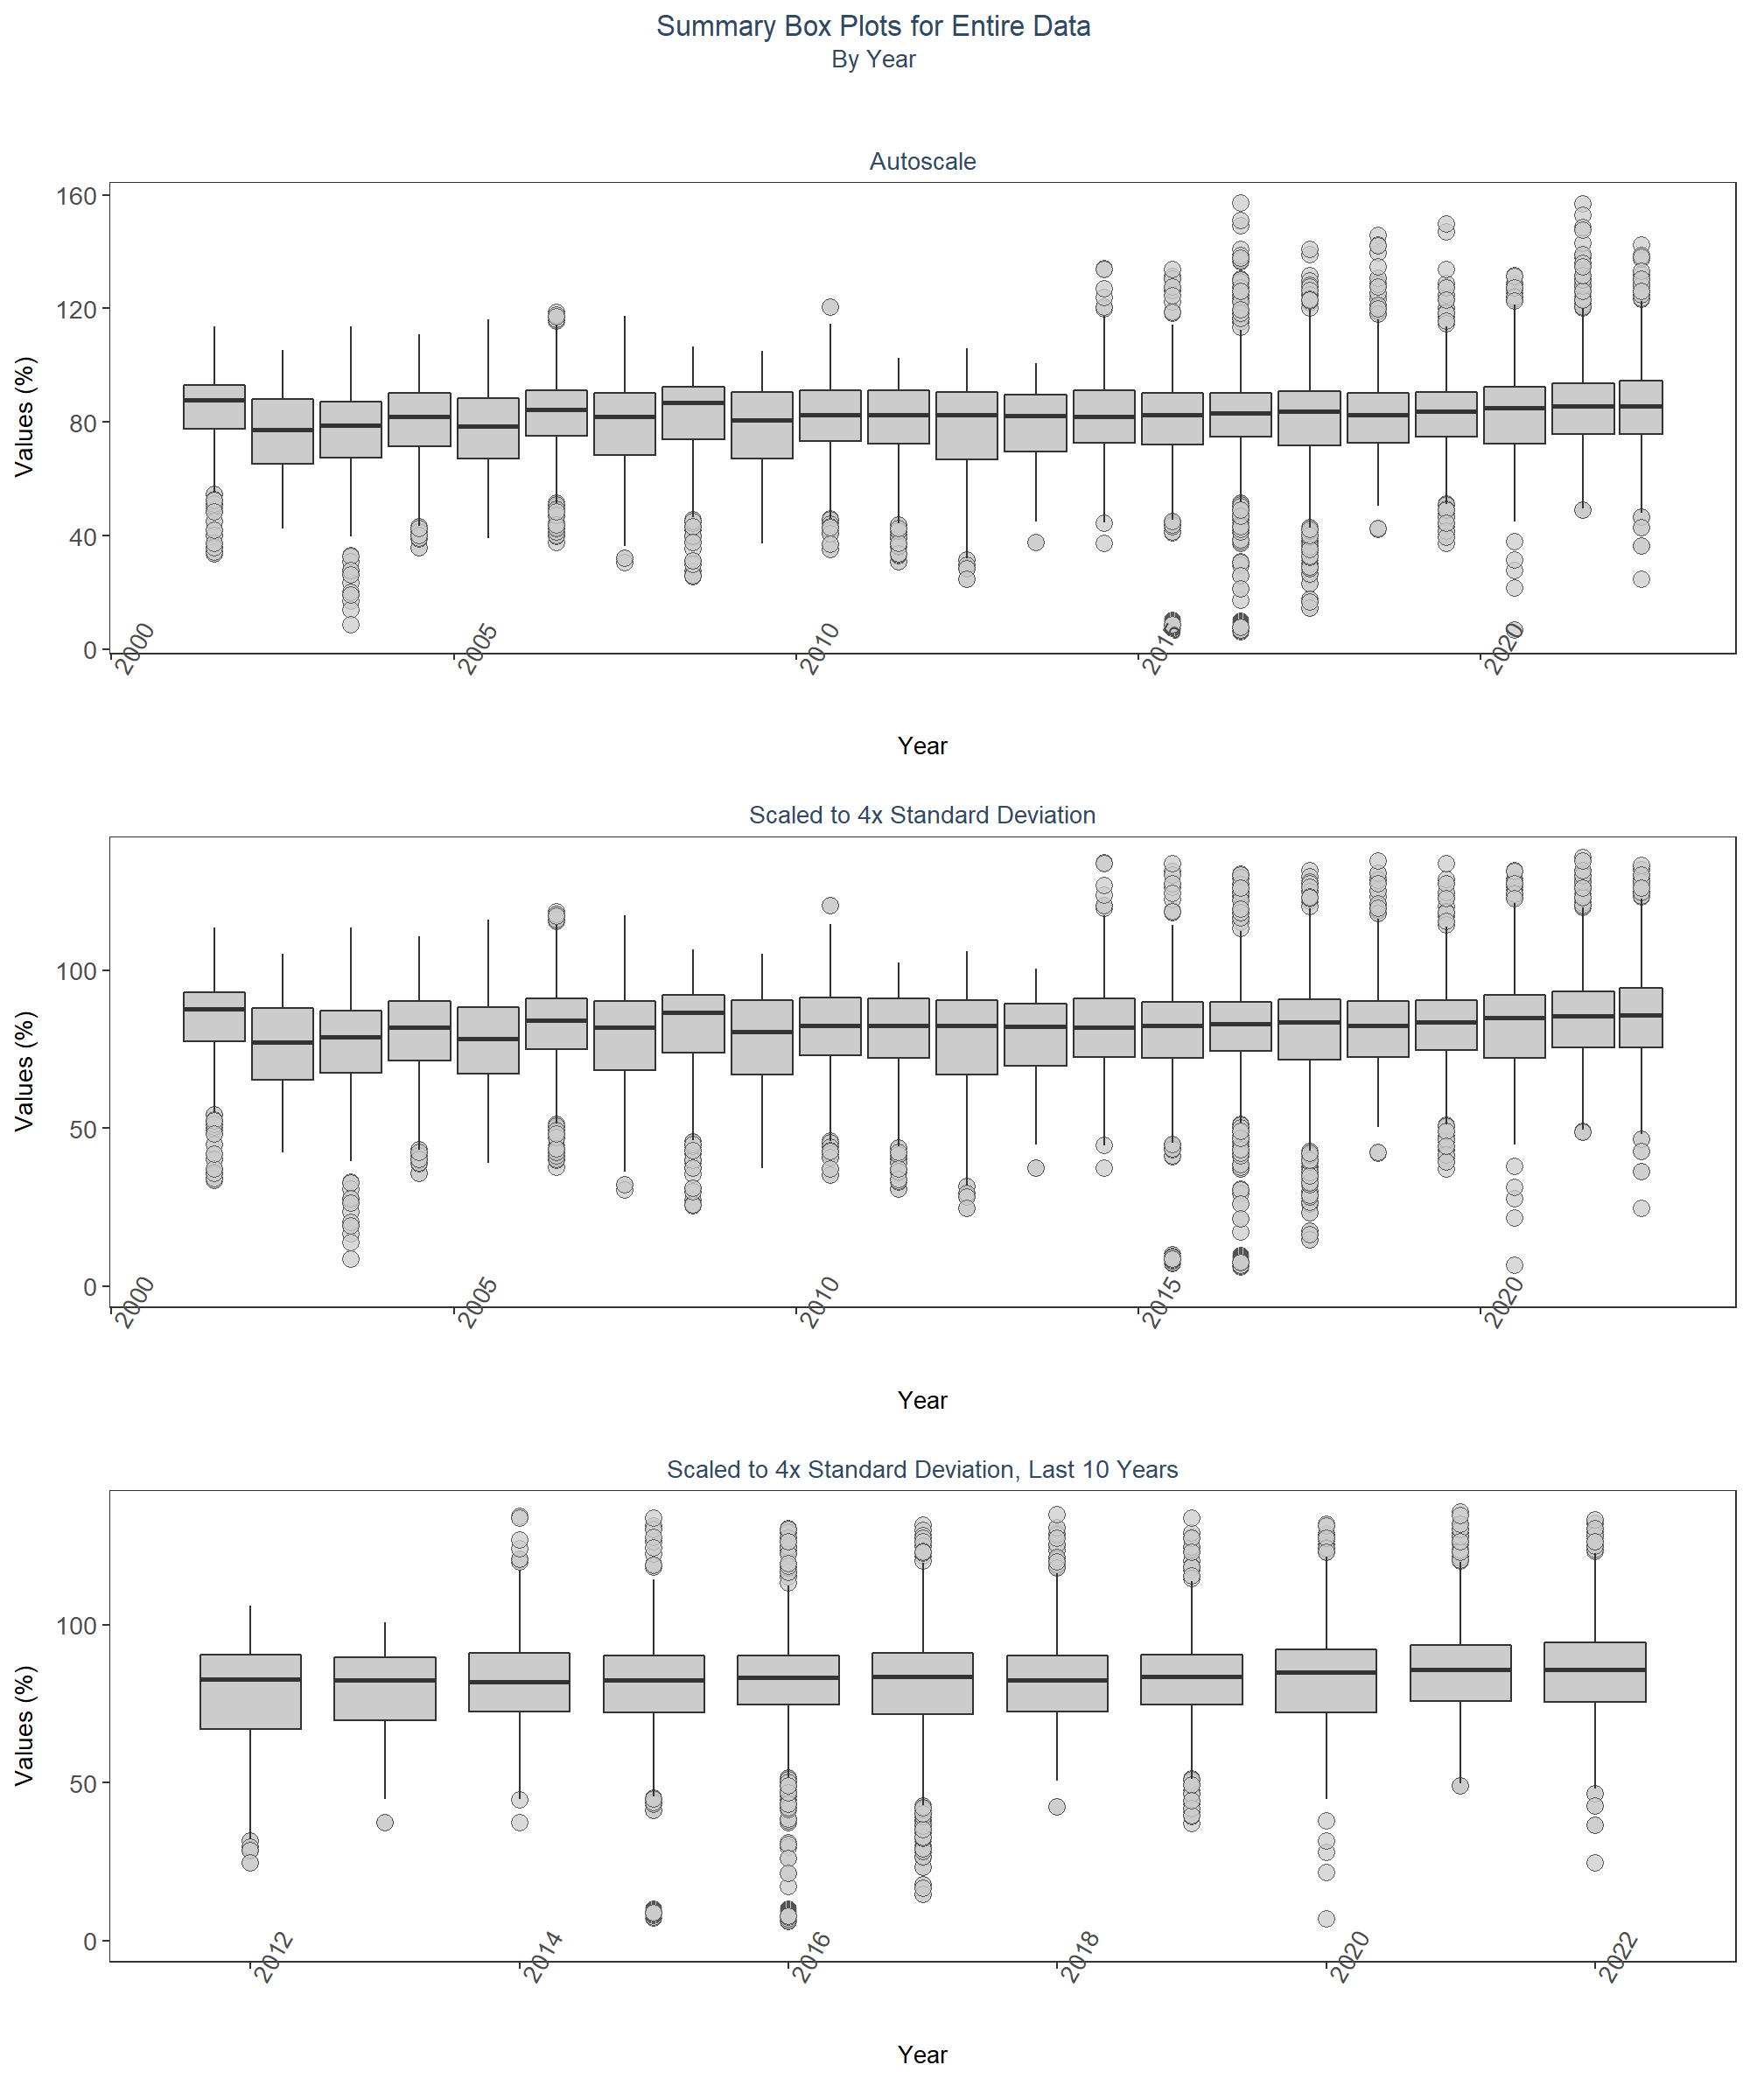 Summary Box Plots for Entire Data
By Year
Autoscale
Values (%)
160
120
80
40
0
2000 2005 2010 2015 2020
Year
Scaled to 4x Standard Deviation
Values (%)
100
50
0
2000 2005 2010 2015 2020
Year
Scaled to 4x Standard Deviation, Last 10 Years
Values (%)
100
50
0
2012 2014 2016 2018 2020 2022
Year